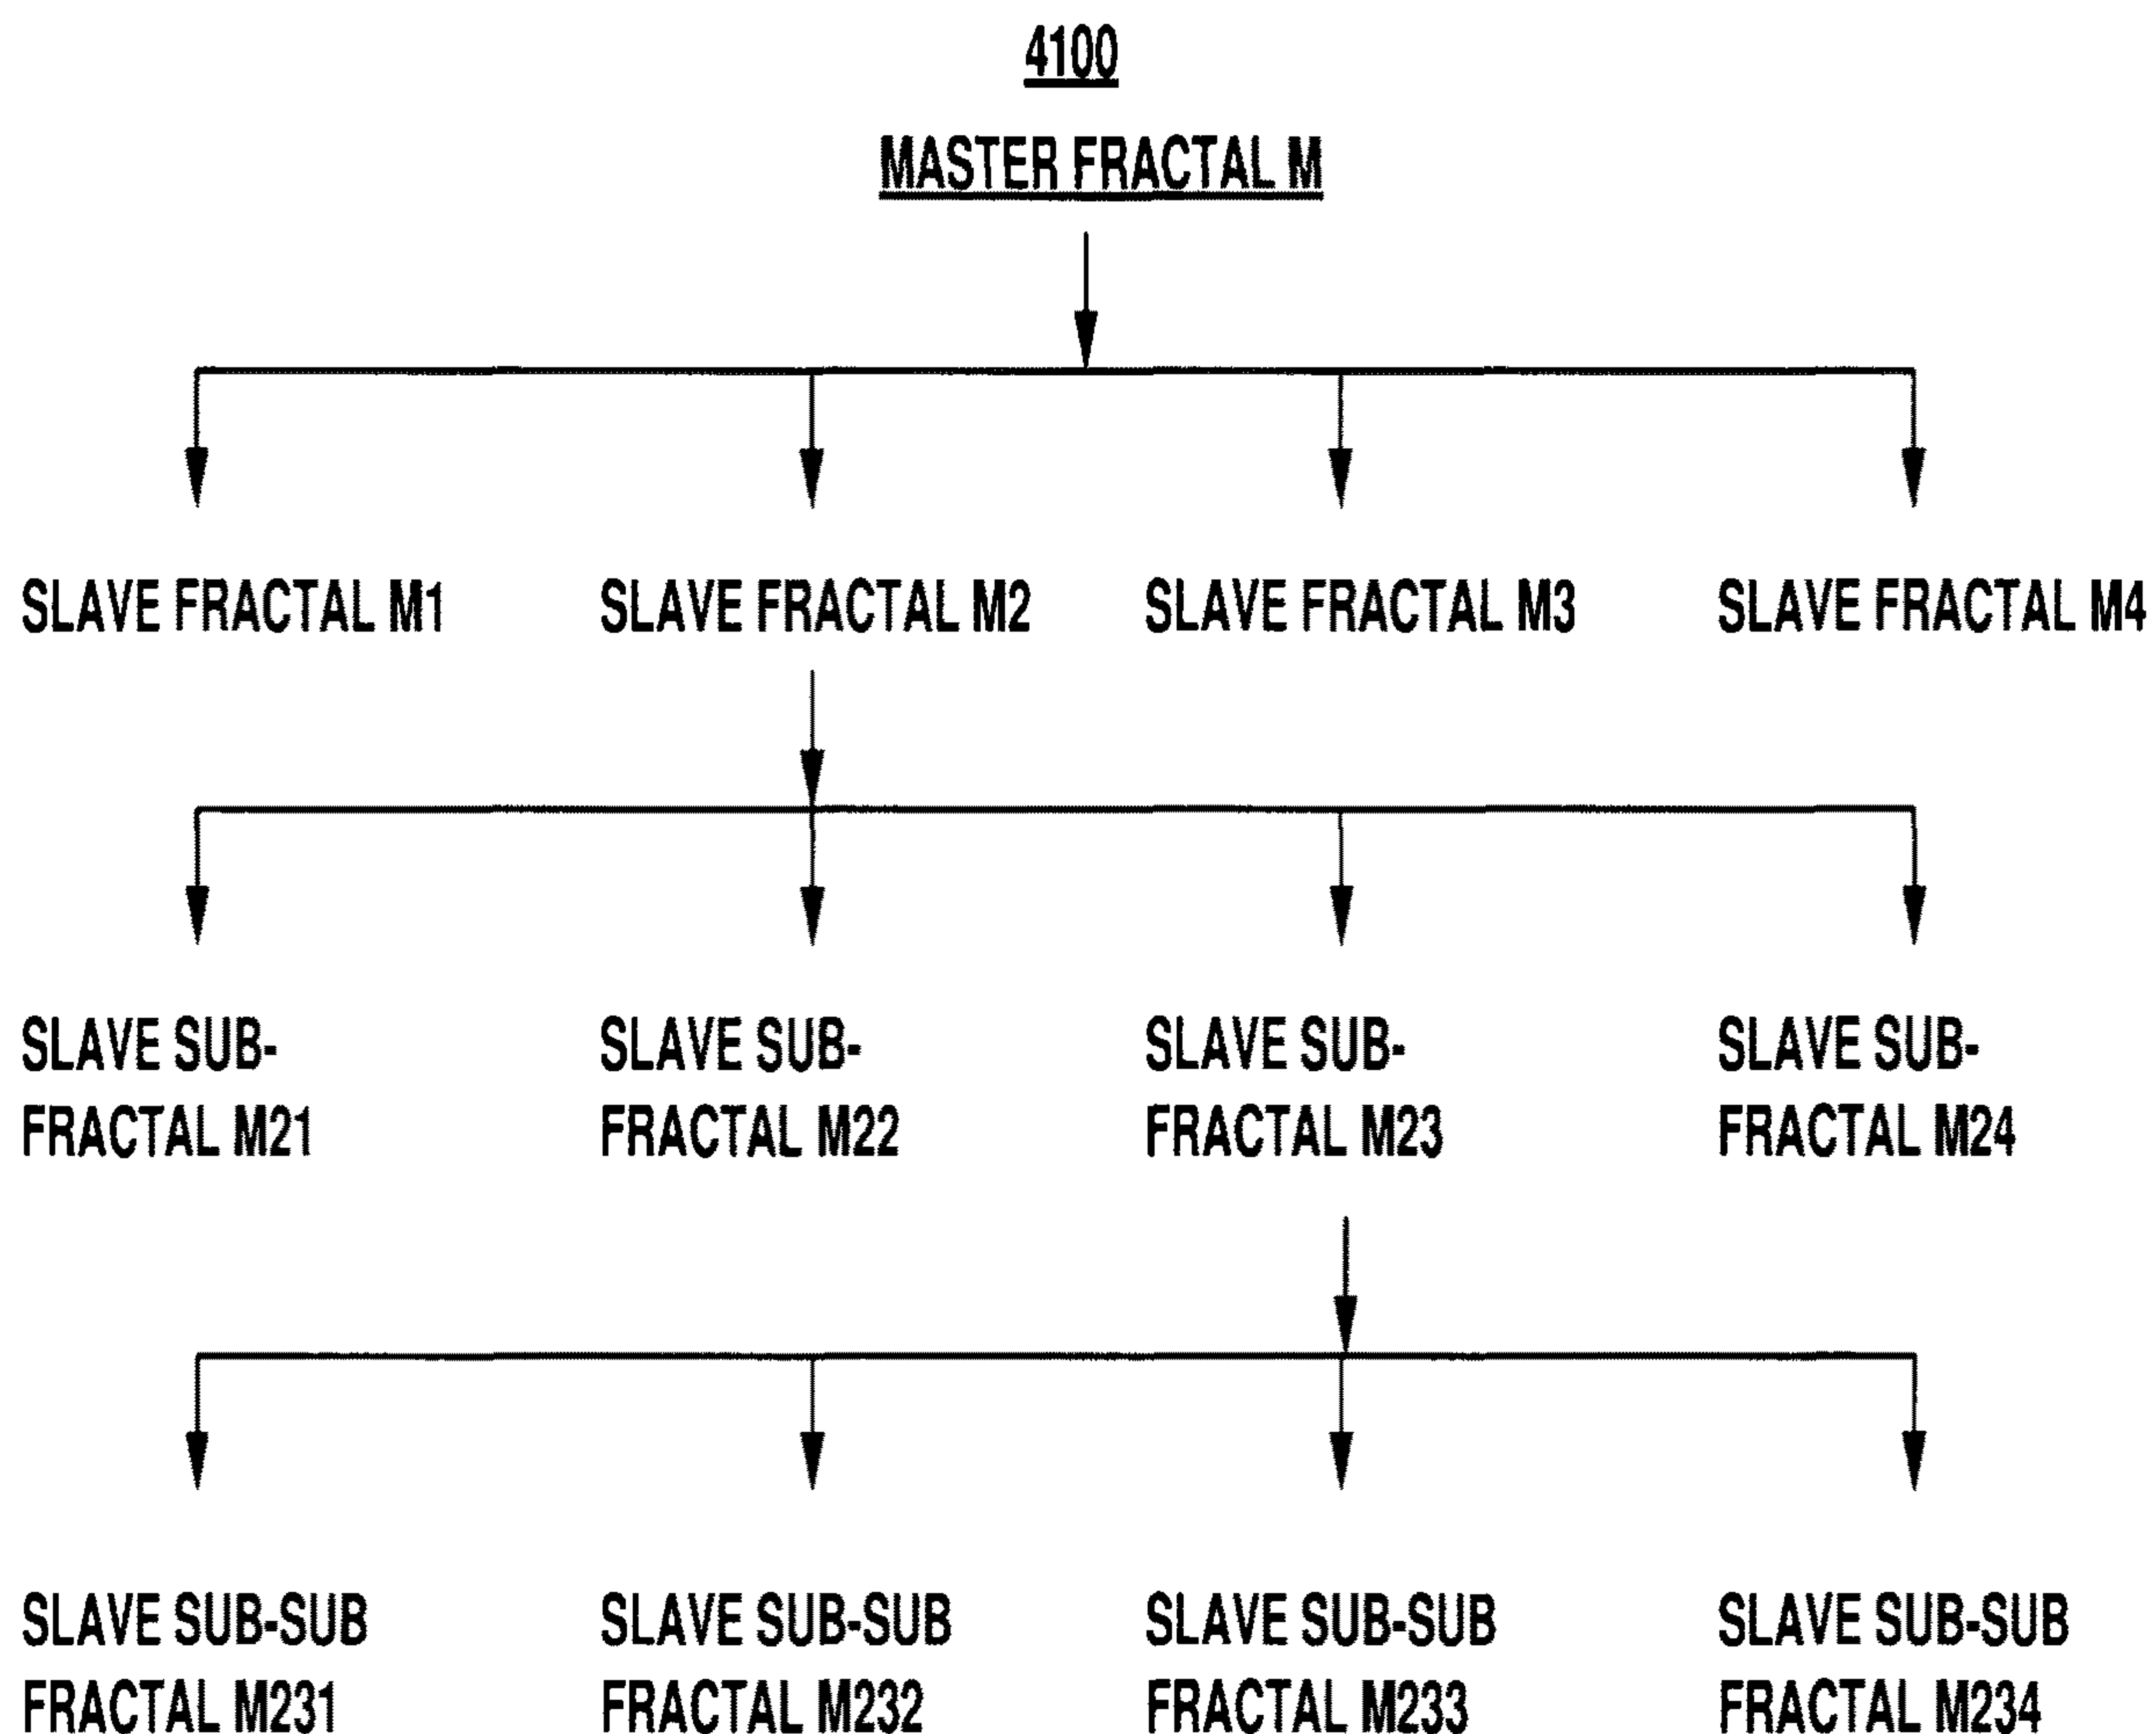 4100
MASTER FRACTAL M
SLAVE FRACTAL M1
SLAVE FRACTAL M2
SLAVE FRACTAL M3
SLAVE FRACTAL M4
SLAVE SUB-
FRACTAL M21
SLAVE SUB-
FRACTAL M22
SLAVE SUB-
FRACTAL M23
SLAVE SUB-
FRACTAL M24
SLAVE SUB-SUB
FRACTAL M231
SLAVE SUB-SUB
FRACTAL M232
SLAVE SUB-SUB
FRACTAL M233
SLAVE SUB-SUB
FRACTAL M234